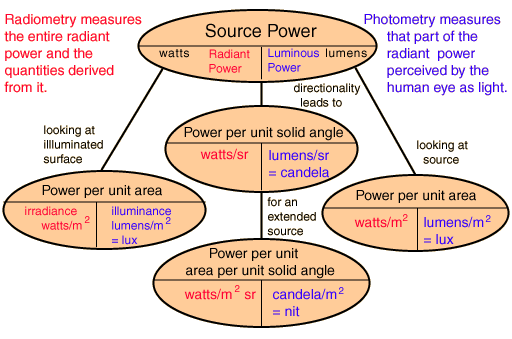 Radiometry measures
the entire radiant
power and the
quantities derived
from it.
Photometry measures
that part of the
radiant power
perceived by the
human eye as light.
Source Power
watts
Radiant
Power
Luminous
Power
lumens
directionality
leads to
looking at
illluminated
surface
Power per unit solid angle
watts/sr
lumens/sr
= candela
looking at
source
Power per unit area
irradiance
watts/m²
illuminance
lumens/m²
= lux
for an
extended
source
Power per unit area
watts/m²
lumens/m²
= lux
Power per unit
area per unit solid angle
watts/m² sr
candela/m²
= nit